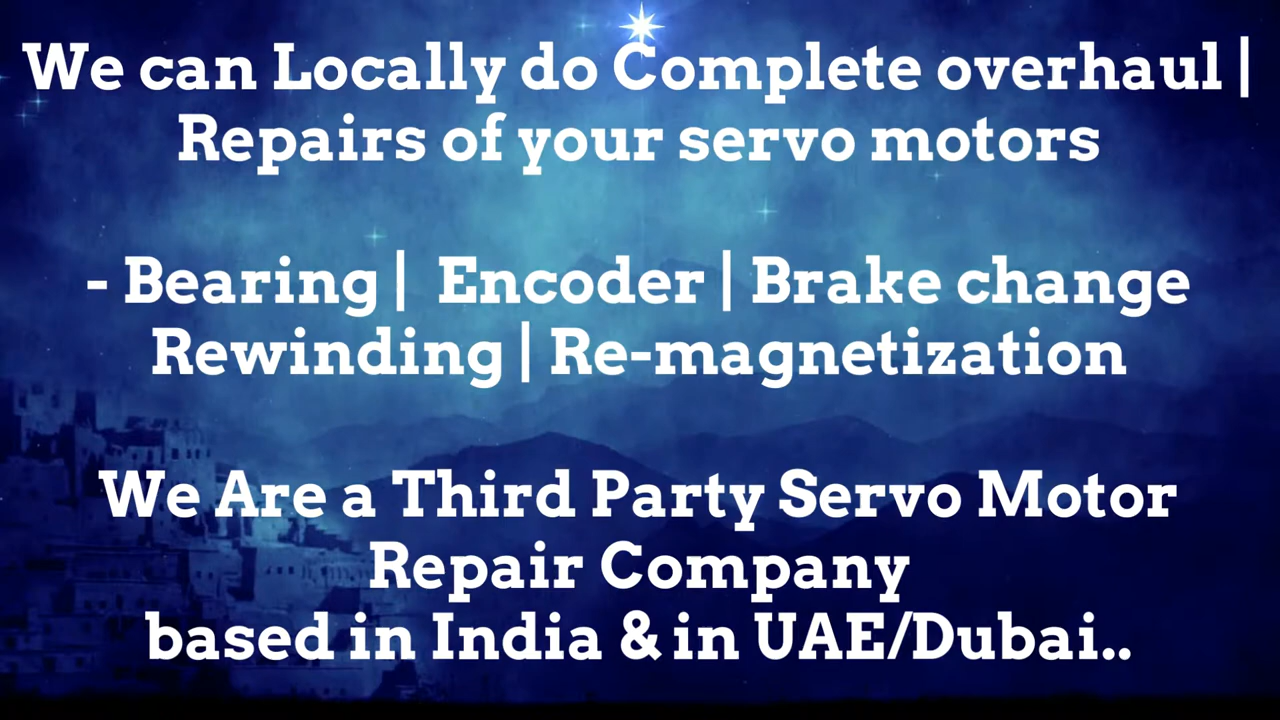 We can Locally do Complete overhaul |
Repairs of your servo motors
- Bearing |  Encoder | Brake change
Rewinding | Re-magnetization
We Are a Third Party Servo Motor
Repair Company
based in India & in UAE/Dubai..